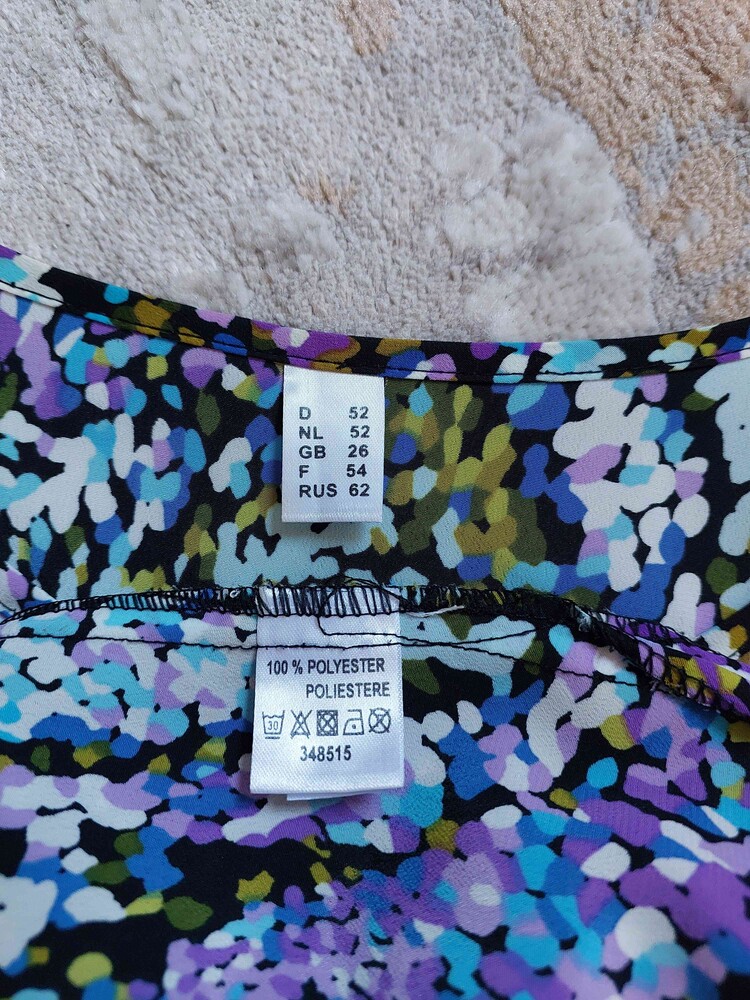 D 52
NL 52
GB 26
F 54
RUS 62
100 % POLYESTER
POLIESTERE
30
348515